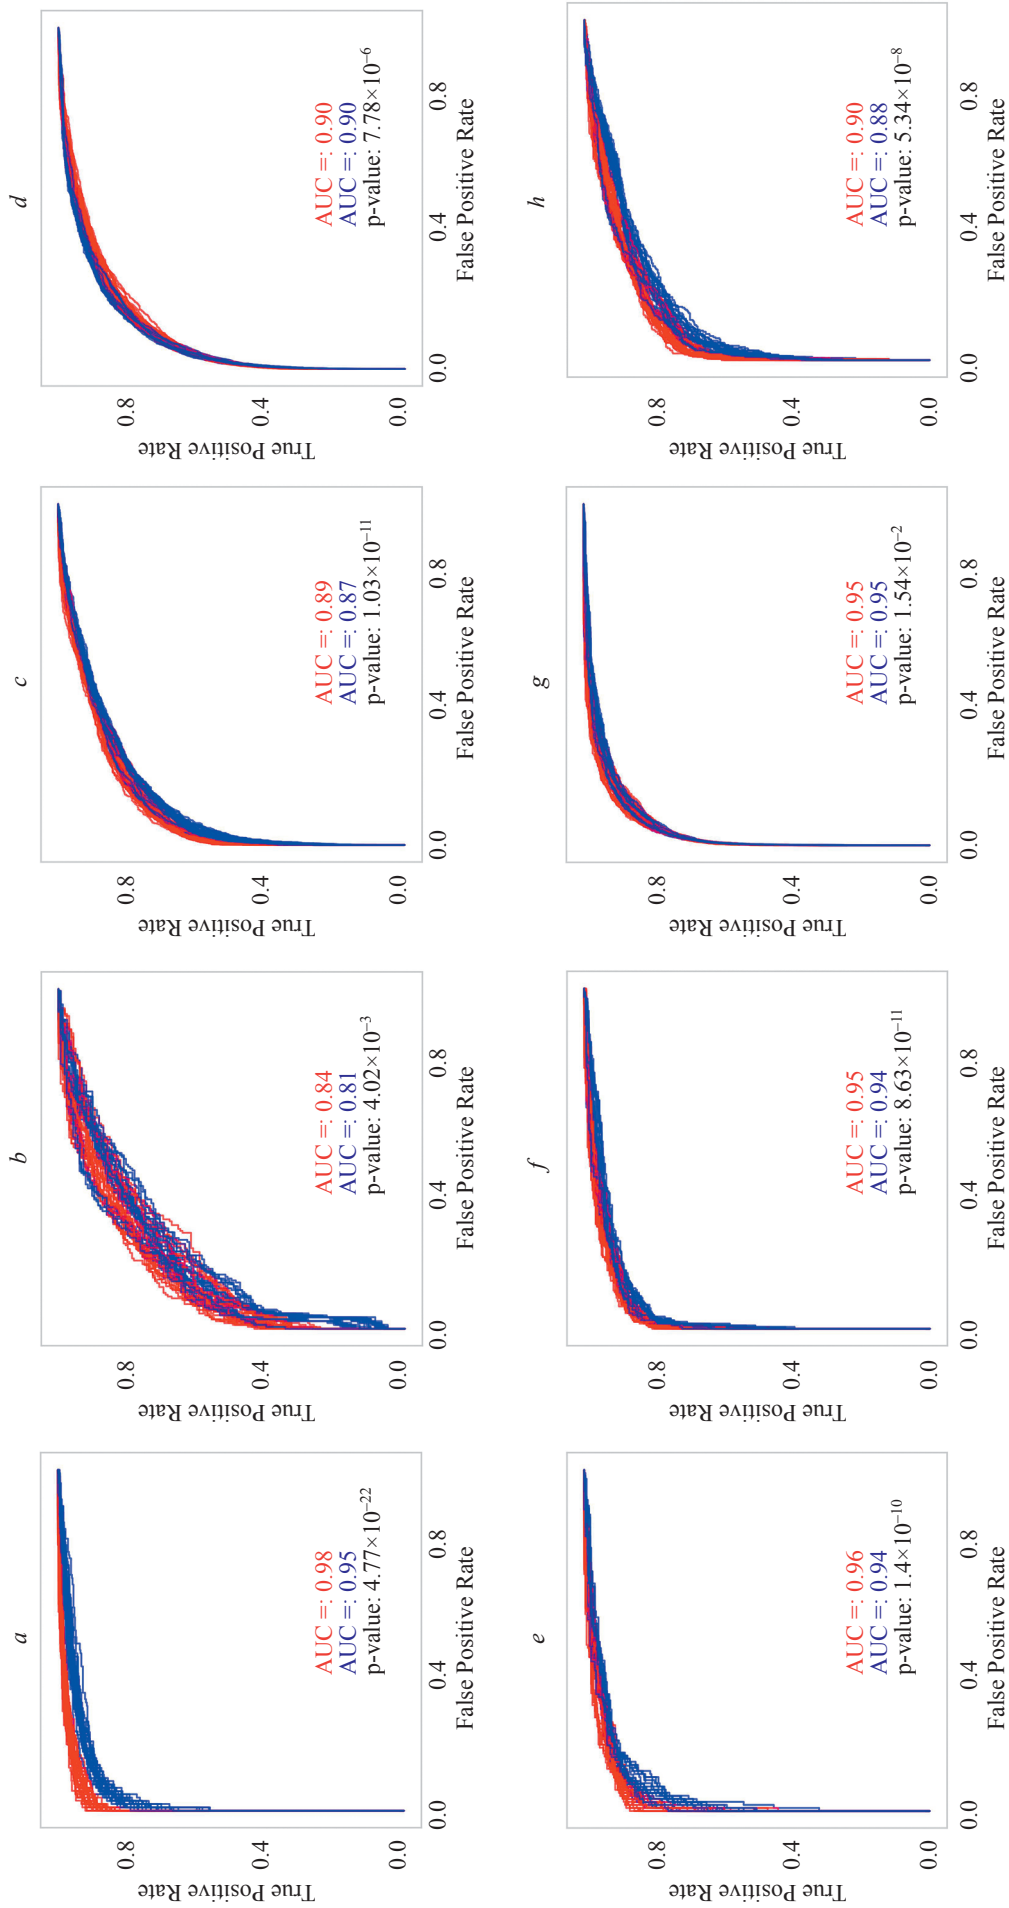 a
True Positive Rate
0.8
0.4
0.0
AUC =: 0.98
AUC =: 0.95
p-value: 4.77×10⁻²²
0.0 0.4 0.8
False Positive Rate
b
True Positive Rate
0.8
0.4
0.0
AUC =: 0.84
AUC =: 0.81
p-value: 4.02×10⁻³
0.0 0.4 0.8
False Positive Rate
c
True Positive Rate
0.8
0.4
0.0
AUC =: 0.89
AUC =: 0.87
p-value: 1.03×10⁻¹¹
0.0 0.4 0.8
False Positive Rate
d
True Positive Rate
0.8
0.4
0.0
AUC =: 0.90
AUC =: 0.90
p-value: 7.78×10⁻⁶
0.0 0.4 0.8
False Positive Rate
e
True Positive Rate
0.8
0.4
0.0
AUC =: 0.96
AUC =: 0.94
p-value: 1.4×10⁻¹⁰
0.0 0.4 0.8
False Positive Rate
f
True Positive Rate
0.8
0.4
0.0
AUC =: 0.95
AUC =: 0.94
p-value: 8.63×10⁻¹¹
0.0 0.4 0.8
False Positive Rate
g
True Positive Rate
0.8
0.4
0.0
AUC =: 0.95
AUC =: 0.95
p-value: 1.54×10⁻²
0.0 0.4 0.8
False Positive Rate
h
True Positive Rate
0.8
0.4
0.0
AUC =: 0.90
AUC =: 0.88
p-value: 5.34×10⁻⁸
0.0 0.4 0.8
False Positive Rate